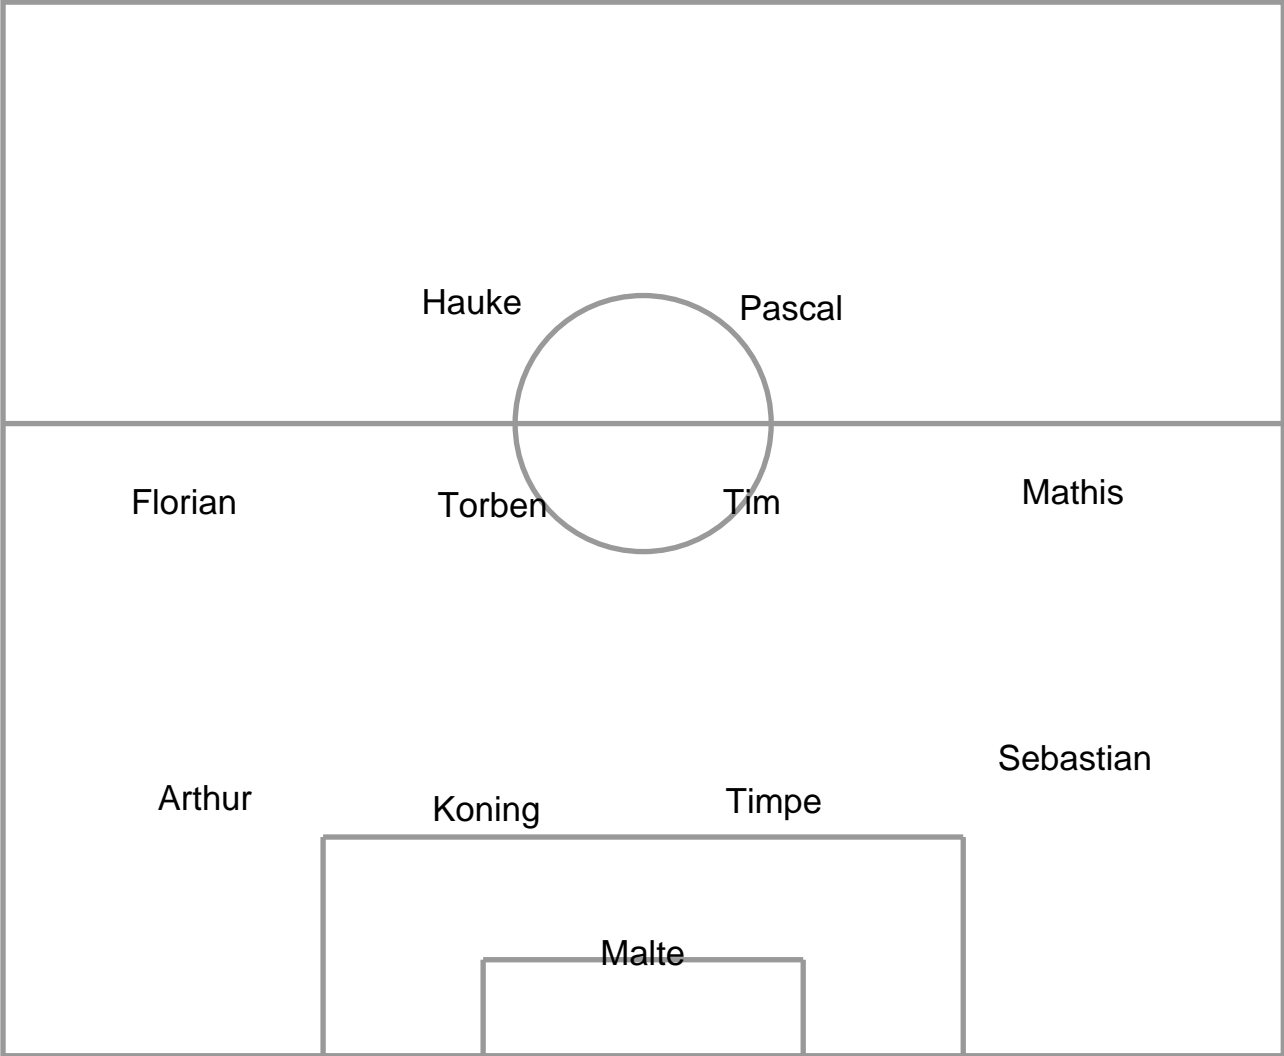 Hauke Pascal
Florian Torben Tim Mathis
Sebastian
Arthur Koning Timpe
Malte